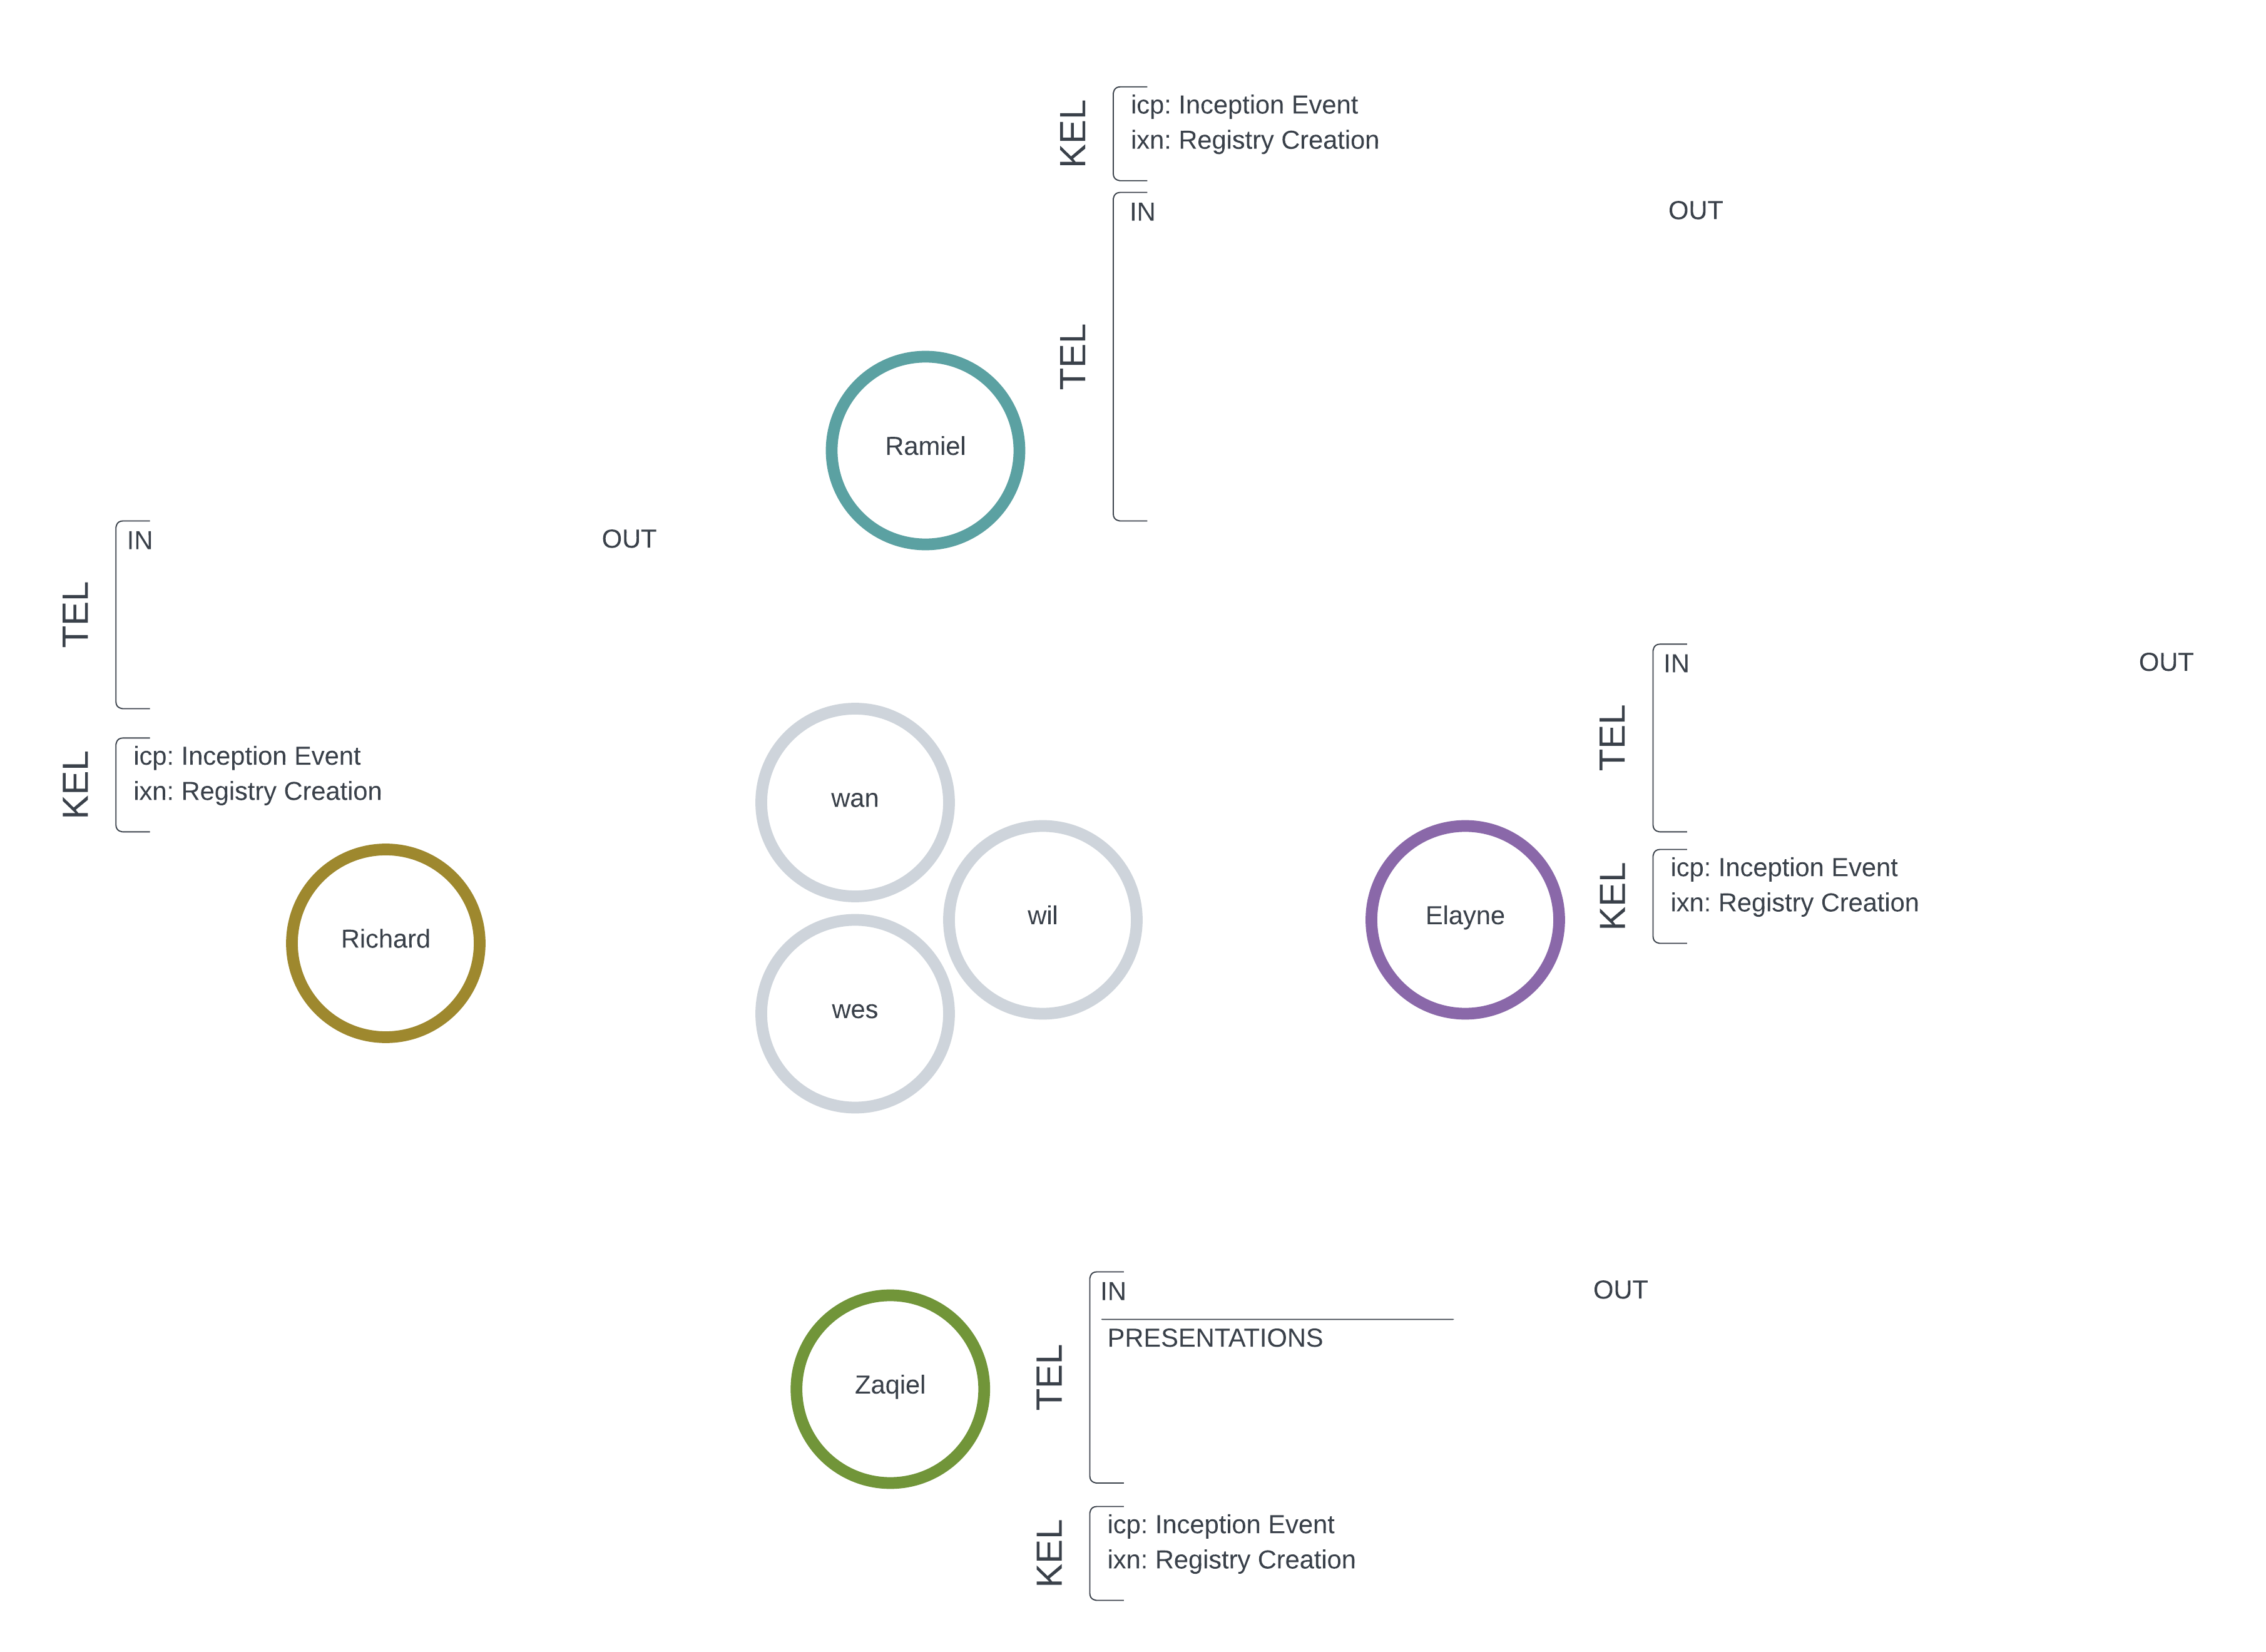 KEL
icp: Inception Event
ixn: Registry Creation
IN
OUT
TEL
Ramiel
IN
OUT
TEL
KEL
icp: Inception Event
ixn: Registry Creation
Richard
wan
wil
wes
IN
OUT
TEL
Elayne
KEL
icp: Inception Event
ixn: Registry Creation
IN
OUT
PRESENTATIONS
TEL
Zaqiel
KEL
icp: Inception Event
ixn: Registry Creation